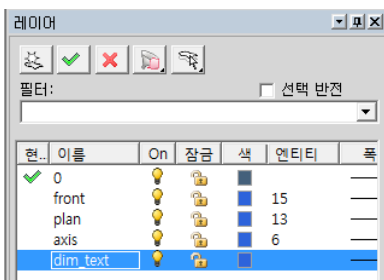 레이어
필터:
선택 반전
현.. 이름 On 잠금 색 엔티티 폭
0
front 15
plan 13
axis 6
dim_text